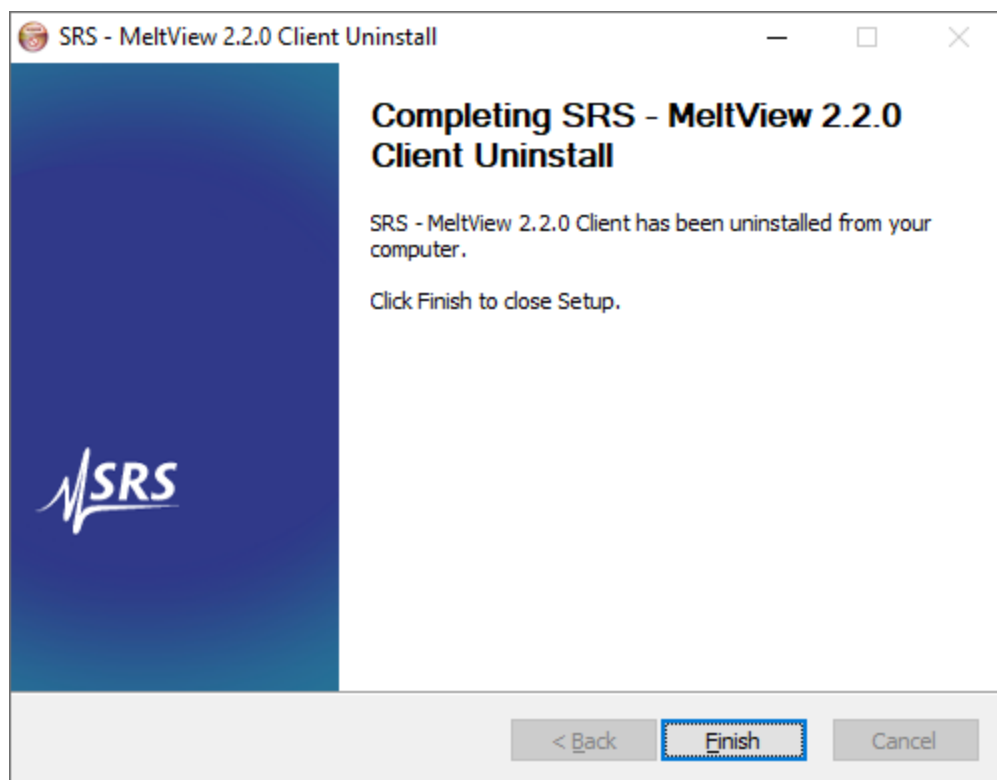 SRS - MeltView 2.2.0 Client Uninstall
Completing SRS - MeltView 2.2.0
Client Uninstall
SRS - MeltView 2.2.0 Client has been uninstalled from your
computer.
Click Finish to close Setup.
SRS
< Back
Finish
Cancel